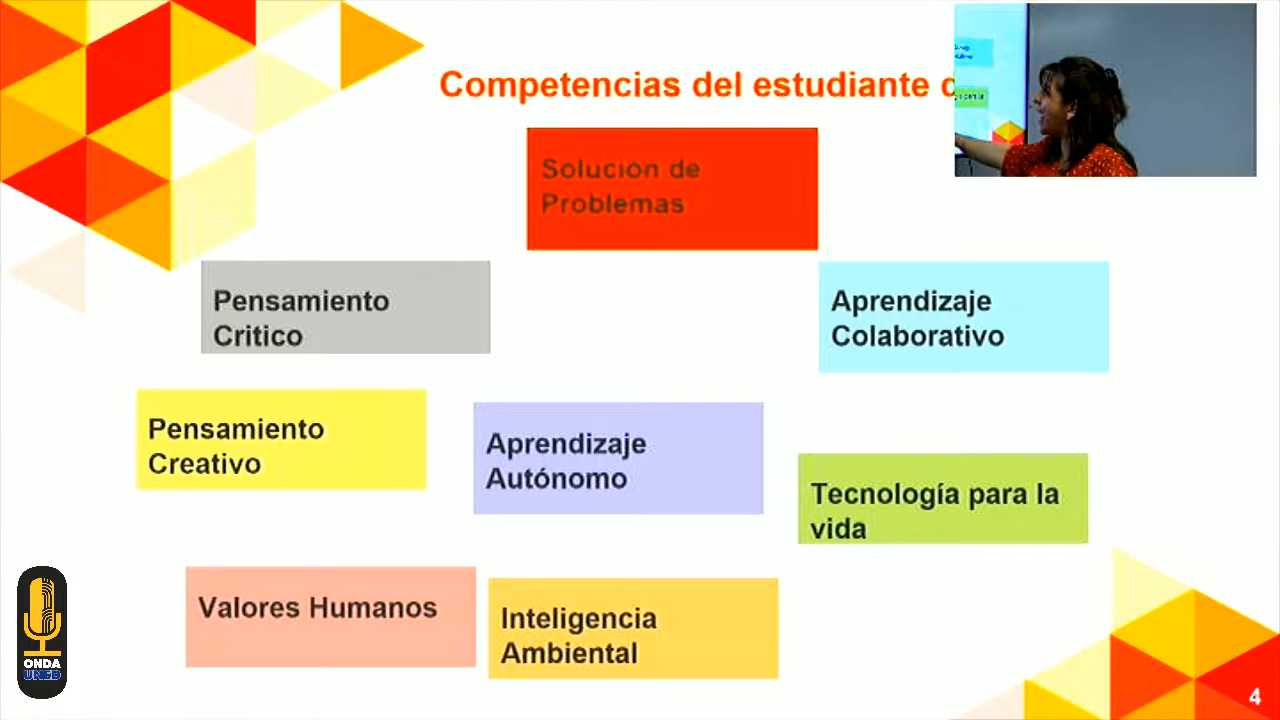 Competencias del estudiante
Solución de
Problemas
Pensamiento
Critico
Aprendizaje
Colaborativo
Pensamiento
Creativo
Aprendizaje
Autónomo
Tecnología para la
vida
Valores Humanos
Inteligencia
Ambiental
ONDA
UNED
4